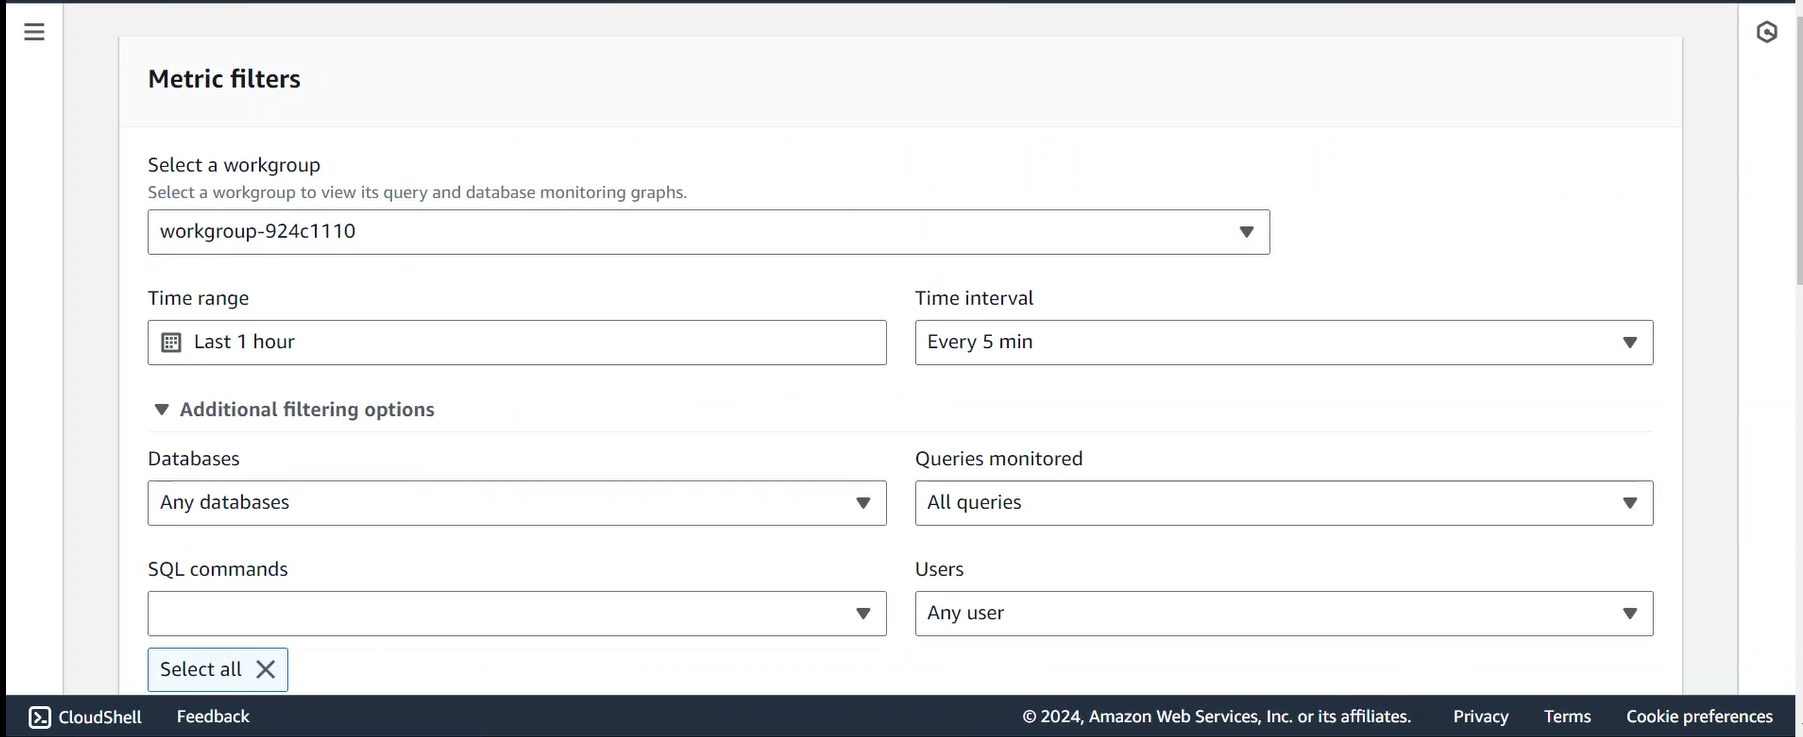 Metric filters
Select a workgroup
Select a workgroup to view its query and database monitoring graphs.
workgroup-924c1110
Time range
Time interval
Last 1 hour
Every 5 min
Additional filtering options
Databases
Queries monitored
Any databases
All queries
SQL commands
Users
Any user
Select all
CloudShell Feedback © 2024, Amazon Web Services, Inc. or its affiliates. Privacy Terms Cookie preferences